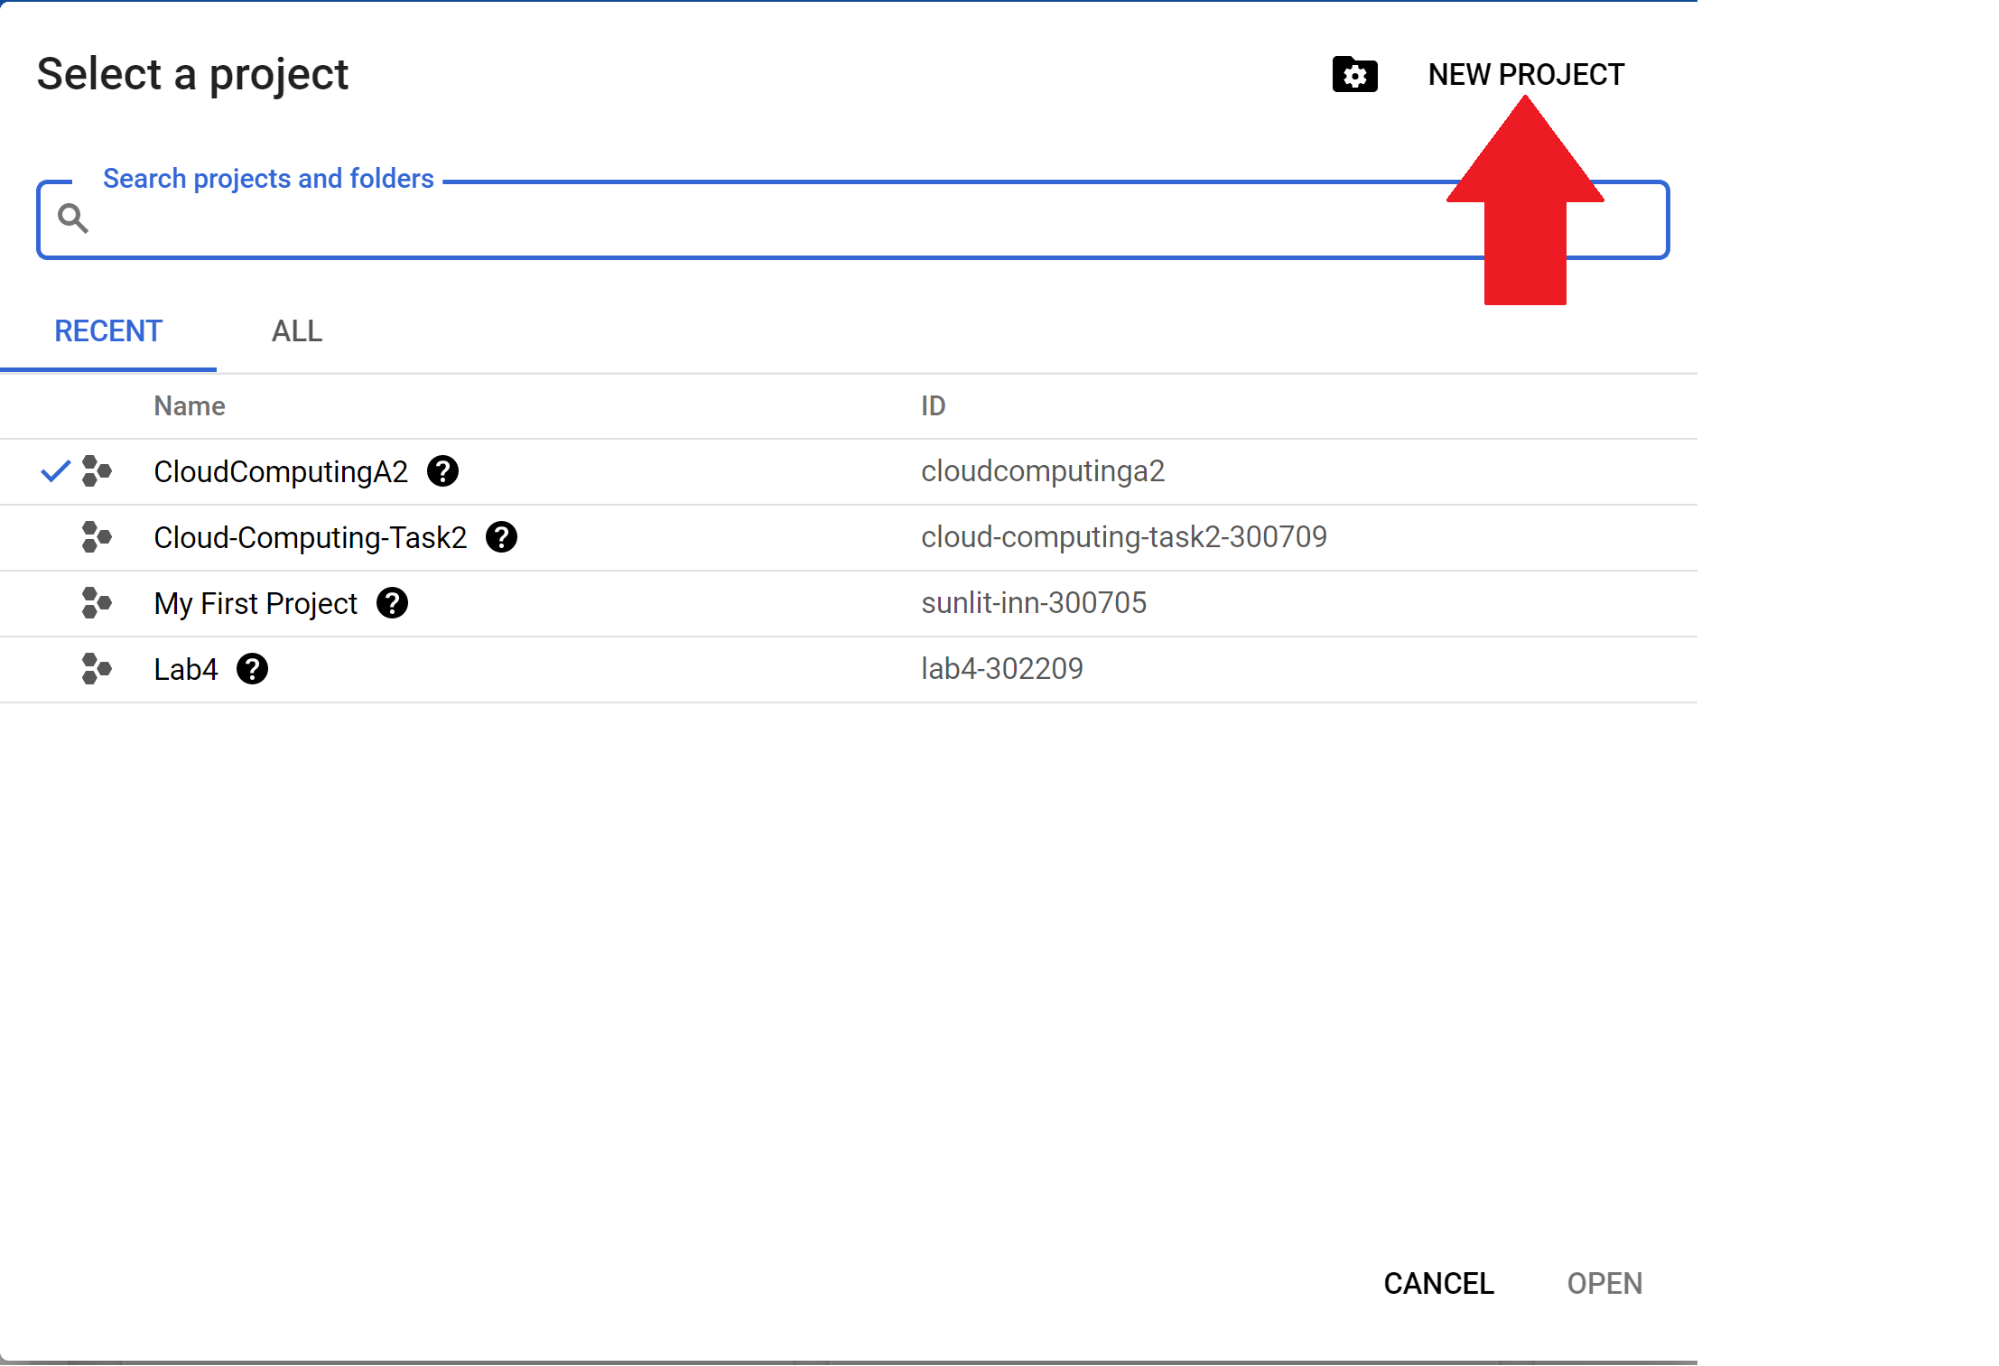 Select a project
NEW PROJECT
Search projects and folders
RECENT ALL
Name ID
CloudComputingA2 cloudcomputinga2
Cloud-Computing-Task2 cloud-computing-task2-300709
My First Project sunlit-inn-300705
Lab4 lab4-302209
CANCEL OPEN